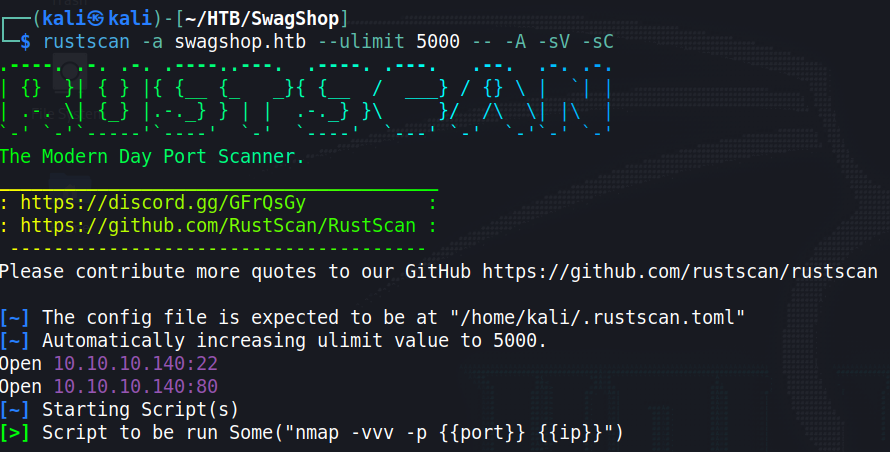 ┌──(kali㉿kali)-[~/HTB/SwagShop]
└─$ rustscan -a swagshop.htb --ulimit 5000 -- -A -sV -sC
.----. .-. .-. .----..---.  .----. .---.   .--.  .-. .-.
| {}  }| { } |{ {__ {_   _}{ {__  /  ___} / {} \ |  `| |
| .-. \| {_} |.-._} } | |  .-._} }\     }/  /\  \| |\  |
`-' `-'`-----'`----'  `-'  `----'  `---' `-'  `-'`-' `-'
The Modern Day Port Scanner.
________________________________________
: https://discord.gg/GFrQsGy           :
: https://github.com/RustScan/RustScan :
 --------------------------------------
Please contribute more quotes to our GitHub https://github.com/rustscan/rustscan
[~] The config file is expected to be at "/home/kali/.rustscan.toml"
[~] Automatically increasing ulimit value to 5000.
Open 10.10.10.140:22
Open 10.10.10.140:80
[~] Starting Script(s)
[>] Script to be run Some("nmap -vvv -p {{port}} {{ip}}")